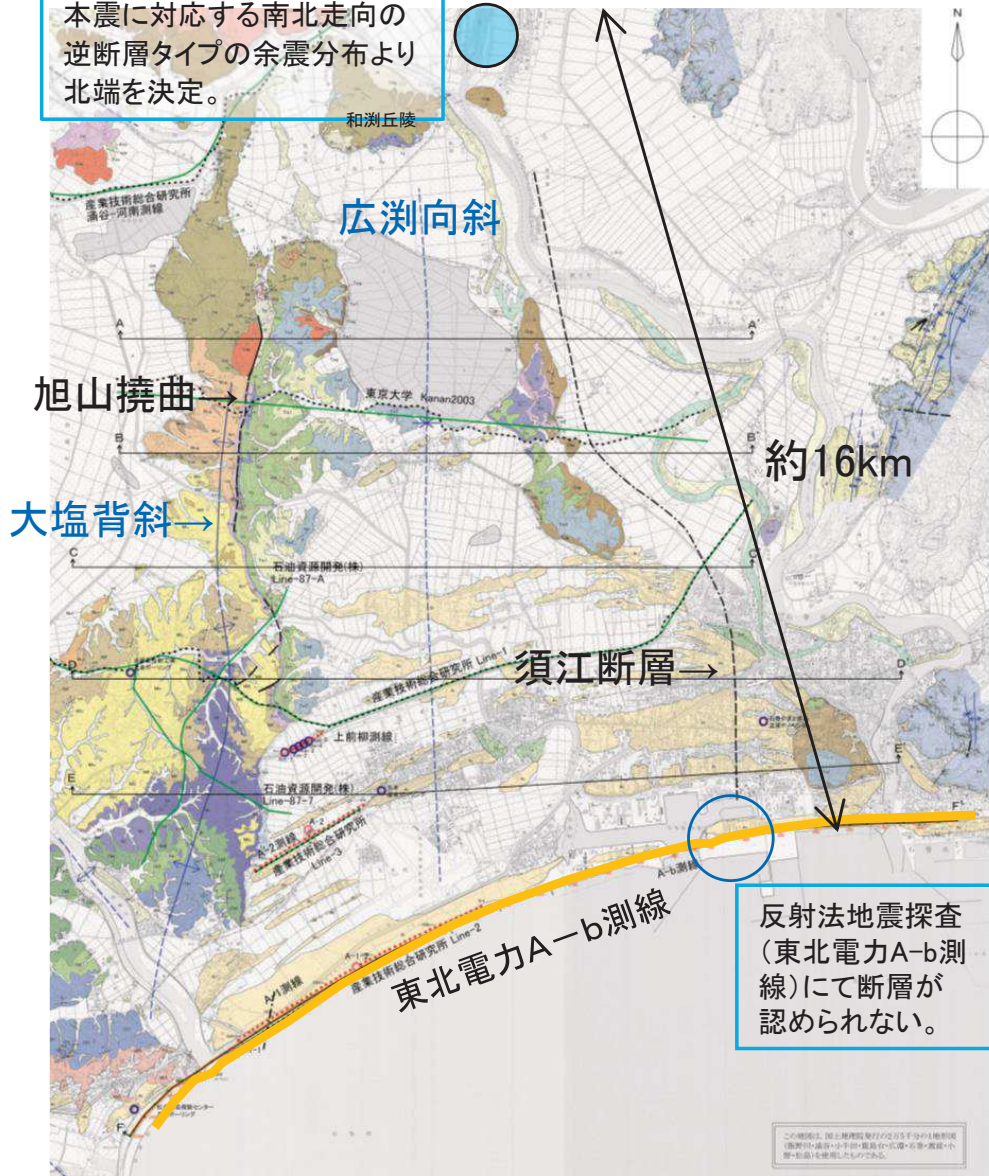 本震に対応する南北走向の
逆断層タイプの余震分布より
北端を決定。
N
和渕丘陵
産業技術総合研究所
涌谷-河南測線
広渕向斜
A
A'
旭山撓曲→
東京大学 Kanan2003
B
B'
約16km
大塩背斜→
C
C'
石油資源開発(株)
Line-87-A
D
D'
産業技術総合研究所 Line-1
須江断層→
上前柳測線
E
E'
石油資源開発(株)
Line-87-7
A-2測線
A-2
産業技術総合研究所
Line-3
F'
A-b測線
反射法地震探査
(東北電力A-b測
線)にて断層が
認められない。
東北電力A-b測線
産業技術総合研究所 Line-2
A-1測線
F